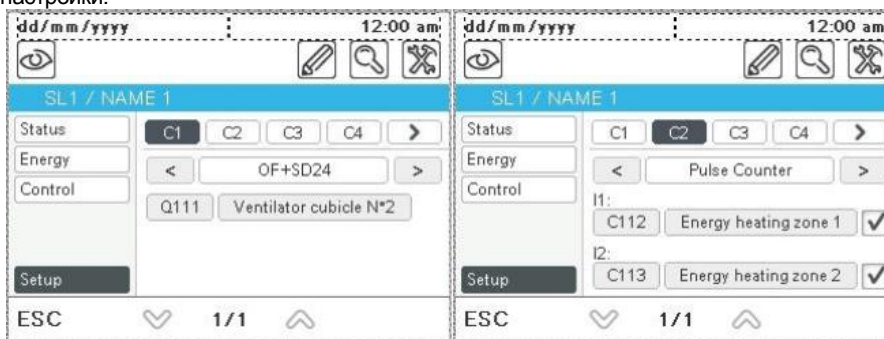 настройки.
dd/mm/yyyy 12:00 am
SL1 / NAME 1
Status C1 C2 C3 C4 >
Energy < OF+SD24 >
Control
Q111 Ventilator cubicle N°2
Setup
ESC 1/1
dd/mm/yyyy 12:00 am
SL1 / NAME 1
Status C1 C2 C3 C4 >
Energy < Pulse Counter >
Control
I1:
C112 Energy heating zone 1
I2:
Setup C113 Energy heating zone 2
ESC 1/1